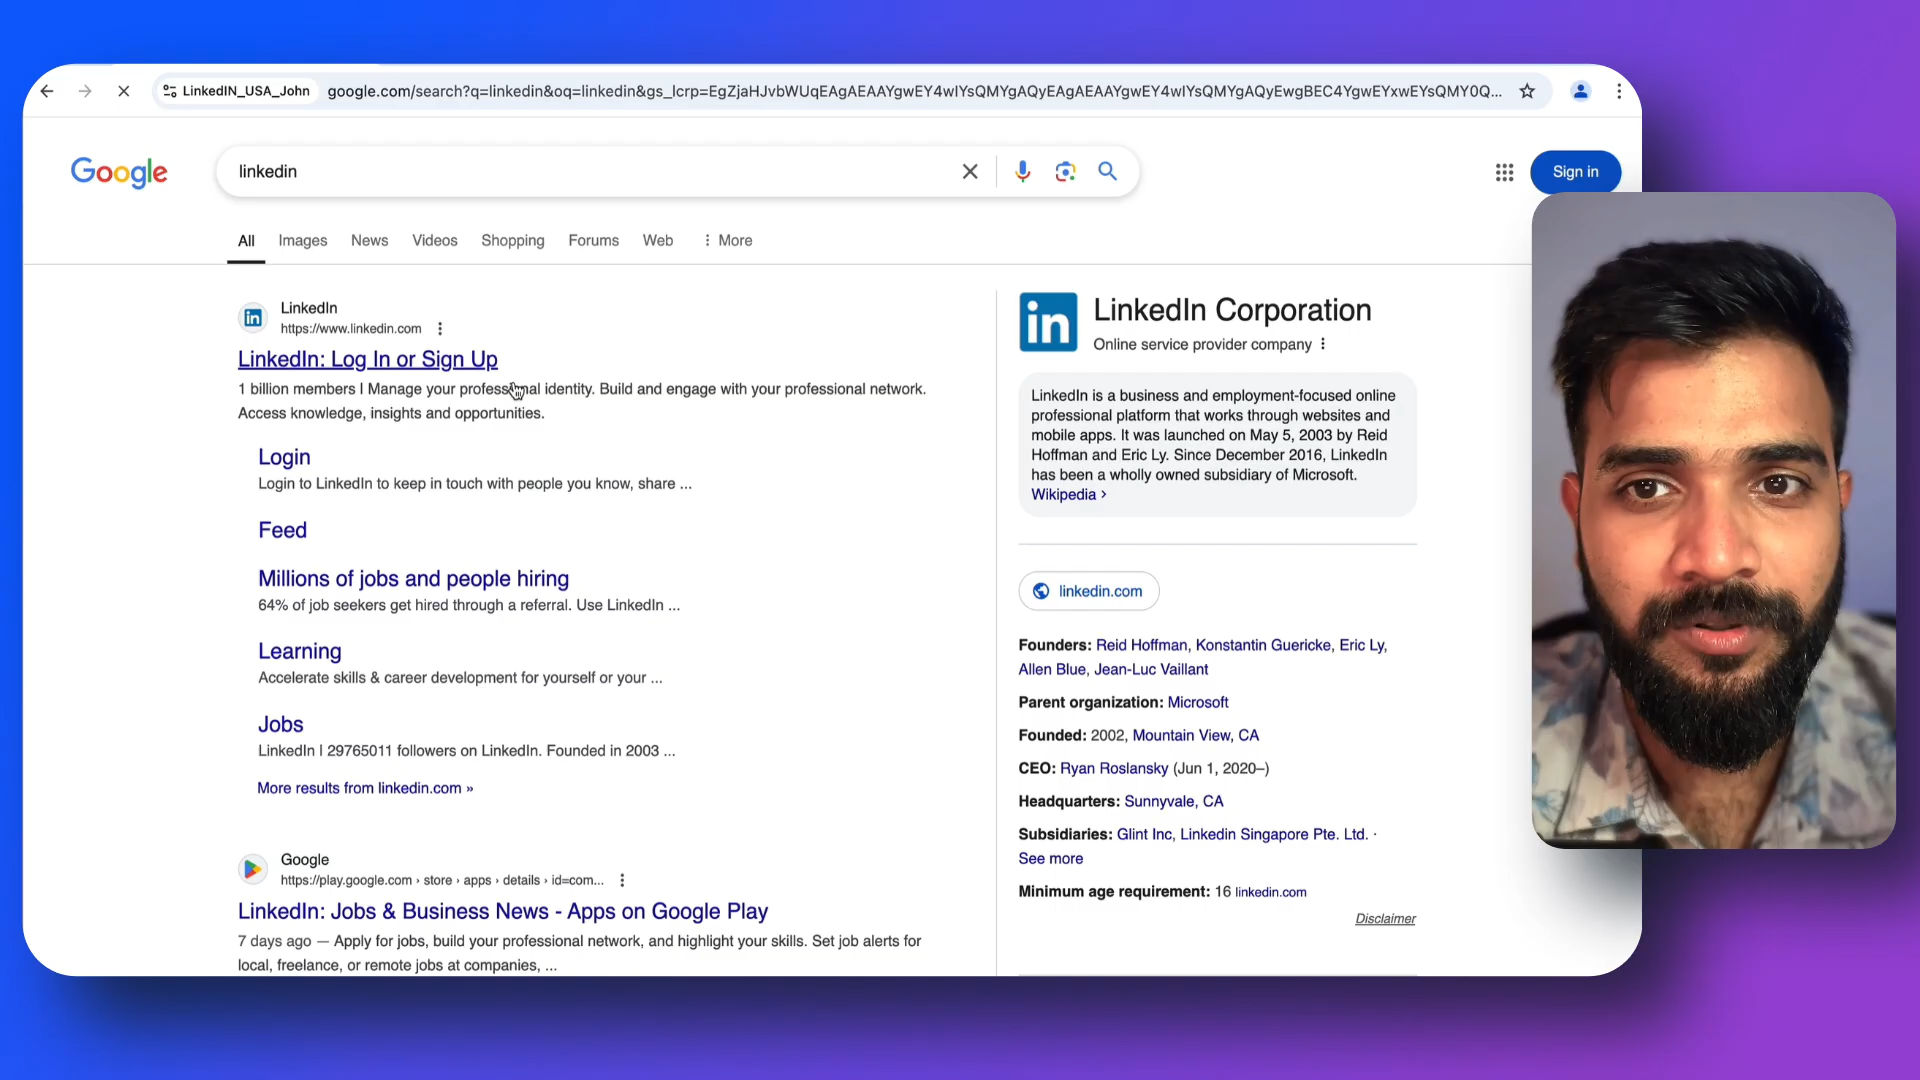 LinkedIN_USA_John
google.com/search?q=linkedin&oq=linkedin&gs_lcrp=EgZjaHJvbWUqEAgAEAAYgwEY4wIYsQMYgAQyEAgAEAAYgwEY4wIYsQMYgAQyEwgBEC4YgwEYxwEYsQMY0Q...
Google
linkedin
Sign in
All
Images
News
Videos
Shopping
Forums
Web
More
LinkedIn
https://www.linkedin.com
LinkedIn: Log In or Sign Up
1 billion members | Manage your professional identity. Build and engage with your professional network.
Access knowledge, insights and opportunities.
Login
Login to LinkedIn to keep in touch with people you know, share ...
Feed
Millions of jobs and people hiring
64% of job seekers get hired through a referral. Use LinkedIn ...
Learning
Accelerate skills & career development for yourself or your ...
Jobs
LinkedIn | 29765011 followers on LinkedIn. Founded in 2003 ...
More results from linkedin.com »
Google
https://play.google.com › store › apps › details › id=com...
LinkedIn: Jobs & Business News - Apps on Google Play
7 days ago — Apply for jobs, build your professional network, and highlight your skills. Set job alerts for
local, freelance, or remote jobs at companies, ...
in
LinkedIn Corporation
Online service provider company
LinkedIn is a business and employment-focused online
professional platform that works through websites and
mobile apps. It was launched on May 5, 2003 by Reid
Hoffman and Eric Ly. Since December 2016, LinkedIn
has been a wholly owned subsidiary of Microsoft.
Wikipedia ›
linkedin.com
Founders: Reid Hoffman, Konstantin Guericke, Eric Ly,
Allen Blue, Jean-Luc Vaillant
Parent organization: Microsoft
Founded: 2002, Mountain View, CA
CEO: Ryan Roslansky (Jun 1, 2020–)
Headquarters: Sunnyvale, CA
Subsidiaries: Glint Inc, Linkedin Singapore Pte. Ltd. ·
See more
Minimum age requirement: 16 linkedin.com
Disclaimer